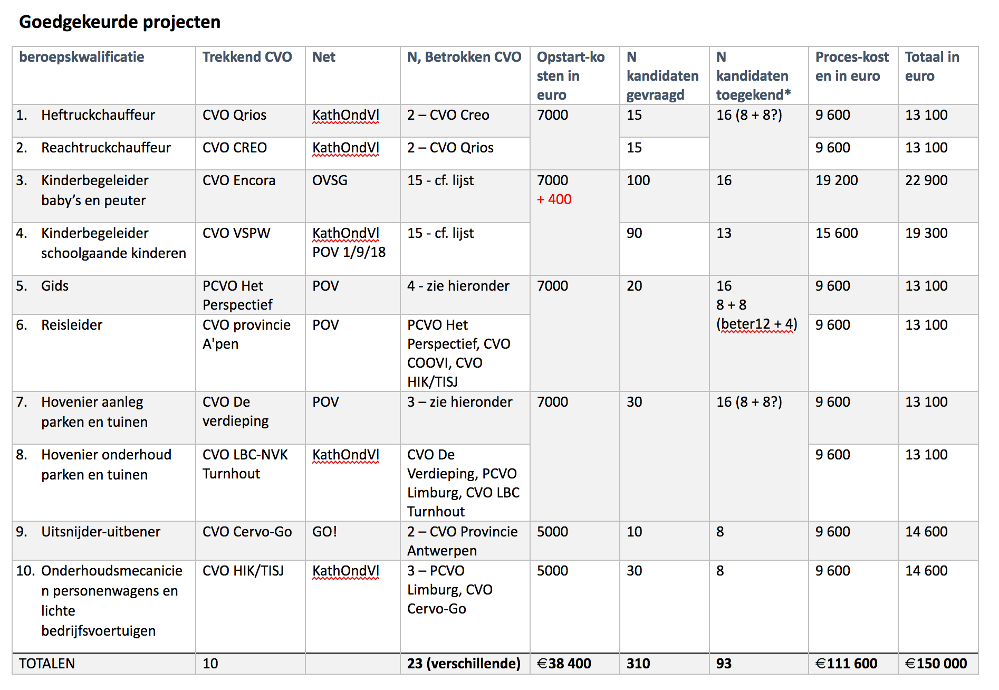 Goedgekeurde projecten
beroepskwalificatie
Trekkend CVO
Net
N, Betrokken CVO
Opstart-ko
sten in
euro
N
kandidaten
gevraagd
N
kandidaten
toegekend*
Proces-kost
en in euro
Totaal in
euro
1. Heftruckchauffeur
CVO Qrios
KathOndVl
2 – CVO Creo
7000
15
16 (8 + 8?)
9 600
13 100
2. Reachtruckchauffeur
CVO CREO
KathOndVl
2 – CVO Qrios
15
9 600
13 100
3. Kinderbegeleider
baby’s en peuter
CVO Encora
OVSG
15 - cf. lijst
7000
+ 400
100
16
19 200
22 900
4. Kinderbegeleider
schoolgaande kinderen
CVO VSPW
KathOndVl
POV 1/9/18
15 - cf. lijst
90
13
15 600
19 300
5. Gids
PCVO Het
Perspectief
POV
4 - zie hieronder
7000
20
16
8 + 8
(beter12 + 4)
9 600
13 100
6. Reisleider
CVO provincie
A'pen
POV
PCVO Het
Perspectief, CVO
COOVI, CVO
HIK/TISJ
9 600
13 100
7. Hovenier aanleg
parken en tuinen
CVO De
verdieping
POV
3 – zie hieronder
7000
30
16 (8 + 8?)
9 600
13 100
8. Hovenier onderhoud
parken en tuinen
CVO LBC-NVK
Turnhout
KathOndVl
CVO De
Verdieping, PCVO
Limburg, CVO LBC
Turnhout
9 600
13 100
9. Uitsnijder-uitbener
CVO Cervo-Go
GO!
2 – CVO Provincie
Antwerpen
5000
10
8
9 600
14 600
10. Onderhoudsmecanicie
n personenwagens en
lichte
bedrijfsvoertuigen
CVO HIK/TISJ
KathOndVl
3 – PCVO
Limburg, CVO
Cervo-Go
5000
30
8
9 600
14 600
TOTALEN
10
23 (verschillende)
€38 400
310
93
€111 600
€150 000